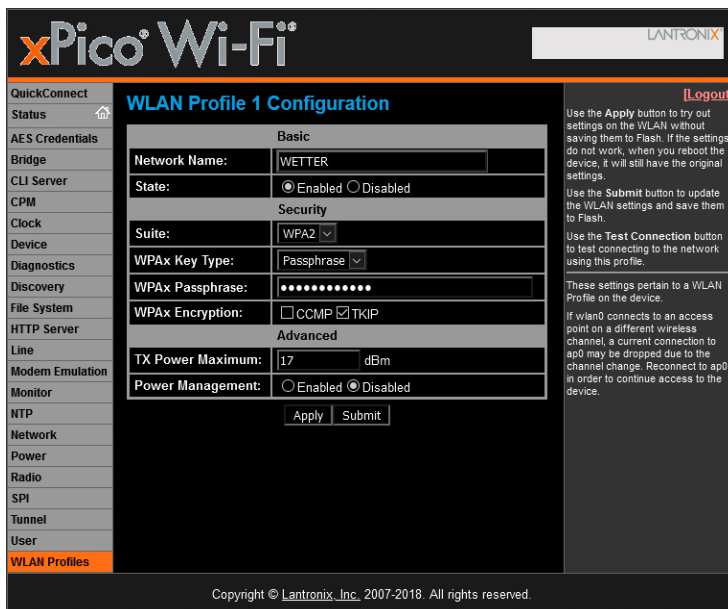 xPico® Wi-Fi®
LANTRONIX®
QuickConnect
Status
AES Credentials
Bridge
CLI Server
CPM
Clock
Device
Diagnostics
Discovery
File System
HTTP Server
Line
Modem Emulation
Monitor
NTP
Network
Power
Radio
SPI
Tunnel
User
WLAN Profiles
WLAN Profile 1 Configuration
Basic
Network Name: WETTER
State: Enabled Disabled
Security
Suite: WPA2
WPAx Key Type: Passphrase
WPAx Passphrase: ••••••••••••
WPAx Encryption: CCMP TKIP
Advanced
TX Power Maximum: 17 dBm
Power Management: Enabled Disabled
Apply Submit
[Logout
Use the Apply button to try out
settings on the WLAN without
saving them to Flash. If the settings
do not work, when you reboot the
device, it will still have the original
settings.
Use the Submit button to update
the WLAN settings and save them
to Flash.
Use the Test Connection button
to test connecting to the network
using this profile.
These settings pertain to a WLAN
Profile on the device.
If wlan0 connects to an access
point on a different wireless
channel, a current connection to
ap0 may be dropped due to the
channel change. Reconnect to ap0
in order to continue access to the
device.
Copyright © Lantronix, Inc. 2007-2018. All rights reserved.